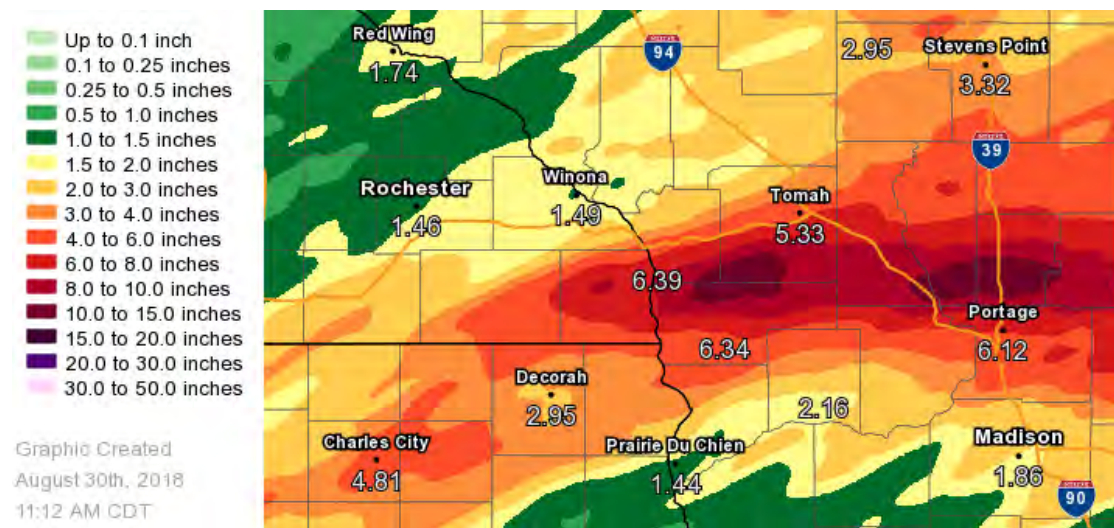 Up to 0.1 inch
0.1 to 0.25 inches
0.25 to 0.5 inches
0.5 to 1.0 inches
1.0 to 1.5 inches
1.5 to 2.0 inches
2.0 to 3.0 inches
3.0 to 4.0 inches
4.0 to 6.0 inches
6.0 to 8.0 inches
8.0 to 10.0 inches
10.0 to 15.0 inches
15.0 to 20.0 inches
20.0 to 30.0 inches
30.0 to 50.0 inches
Graphic Created
August 30th, 2018
11:12 AM CDT
Red Wing
1.74
94
2.95
Stevens Point
3.32
39
Rochester
1.46
Winona
1.49
Tomah
5.33
6.39
Portage
6.12
6.34
Decorah
2.95
2.16
Charles City
4.81
Prairie Du Chien
1.44
Madison
1.86
90